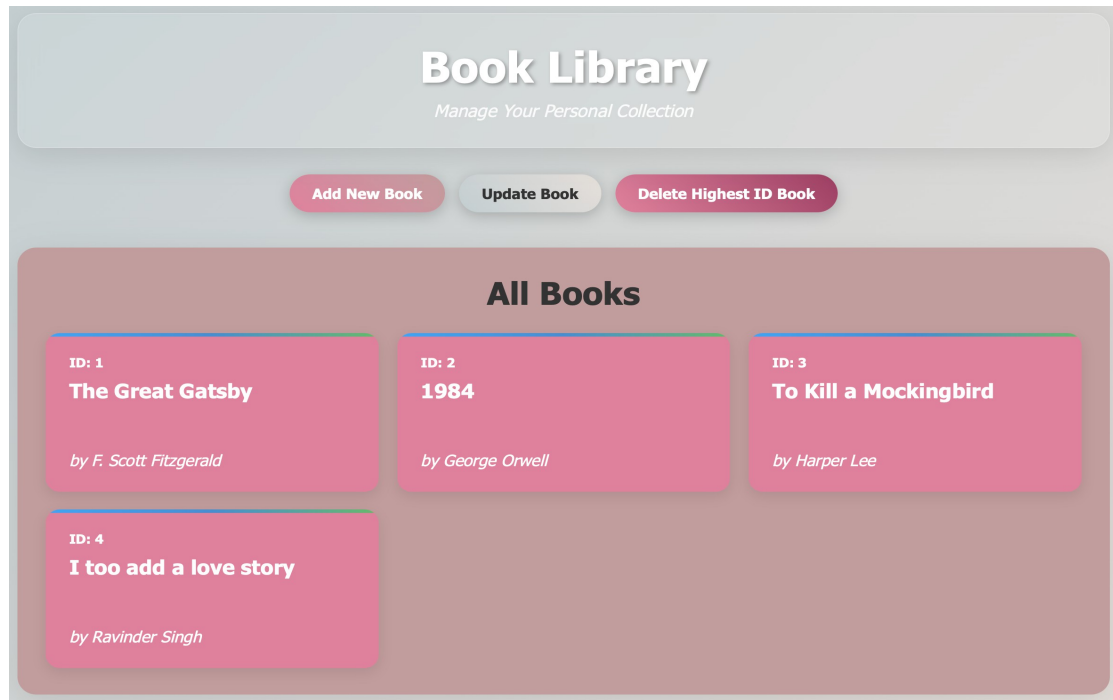 Book Library
Manage Your Personal Collection
Add New Book
Update Book
Delete Highest ID Book
All Books
ID: 1
The Great Gatsby
by F. Scott Fitzgerald
ID: 2
1984
by George Orwell
ID: 3
To Kill a Mockingbird
by Harper Lee
ID: 4
I too add a love story
by Ravinder Singh